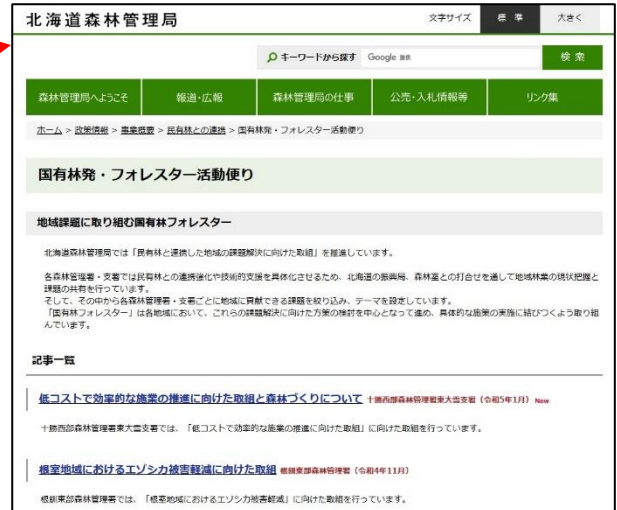 北海道森林管理局
文字サイズ 標準 大きく
キーワードから探す Google 検索 検索
森林管理局へようこそ 報道・広報 森林管理局の仕事 公売・入札情報等 リンク集
ホーム > 政策情報 > 事業概要 > 民有林との連携 > 国有林発・フォレスター活動便り
国有林発・フォレスター活動便り
地域課題に取り組む国有林フォレスター
北海道森林管理局では「民有林と連携した地域の課題解決に向けた取組」を推進しています。
各森林管理署・支署では民有林との連携強化や技術的支援を具体化させるため、北海道の振興局、森林室との打合せを通して地域林業の現状把握と
課題の共有を行っています。
そして、その中から各森林管理署・支署ごとに地域に貢献できる課題を絞り込み、テーマを設定しています。
「国有林フォレスター」は各地域において、これらの課題解決に向けた方策の検討を中心となって進め、具体的な施策の実施に結びつくよう取り組
んでいます。
記事一覧
低コストで効率的な施業の推進に向けた取組と森林づくりについて 十勝西部森林管理署東大雪支署（令和5年1月）New
十勝西部森林管理署東大雪支署では、「低コストで効率的な施業の推進に向けた取組」に向けた取組を行っています。
根室地域におけるエゾシカ被害軽減に向けた取組 根釧東部森林管理署（令和4年11月）
根釧東部森林管理署では、「根室地域におけるエゾシカ被害軽減」に向けた取組を行っています。